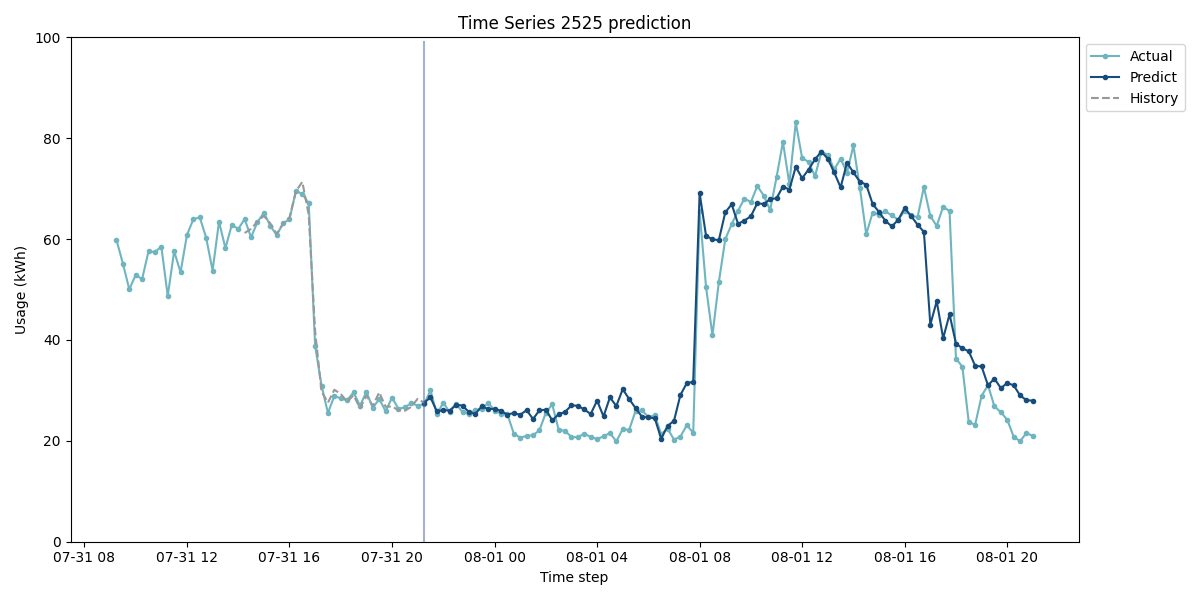 Time Series 2525 prediction
100
80
60
40
20
0
Usage (kWh)
07-31 08
07-31 12
07-31 16
07-31 20
08-01 00
08-01 04
08-01 08
08-01 12
08-01 16
08-01 20
Time step
Actual
Predict
History